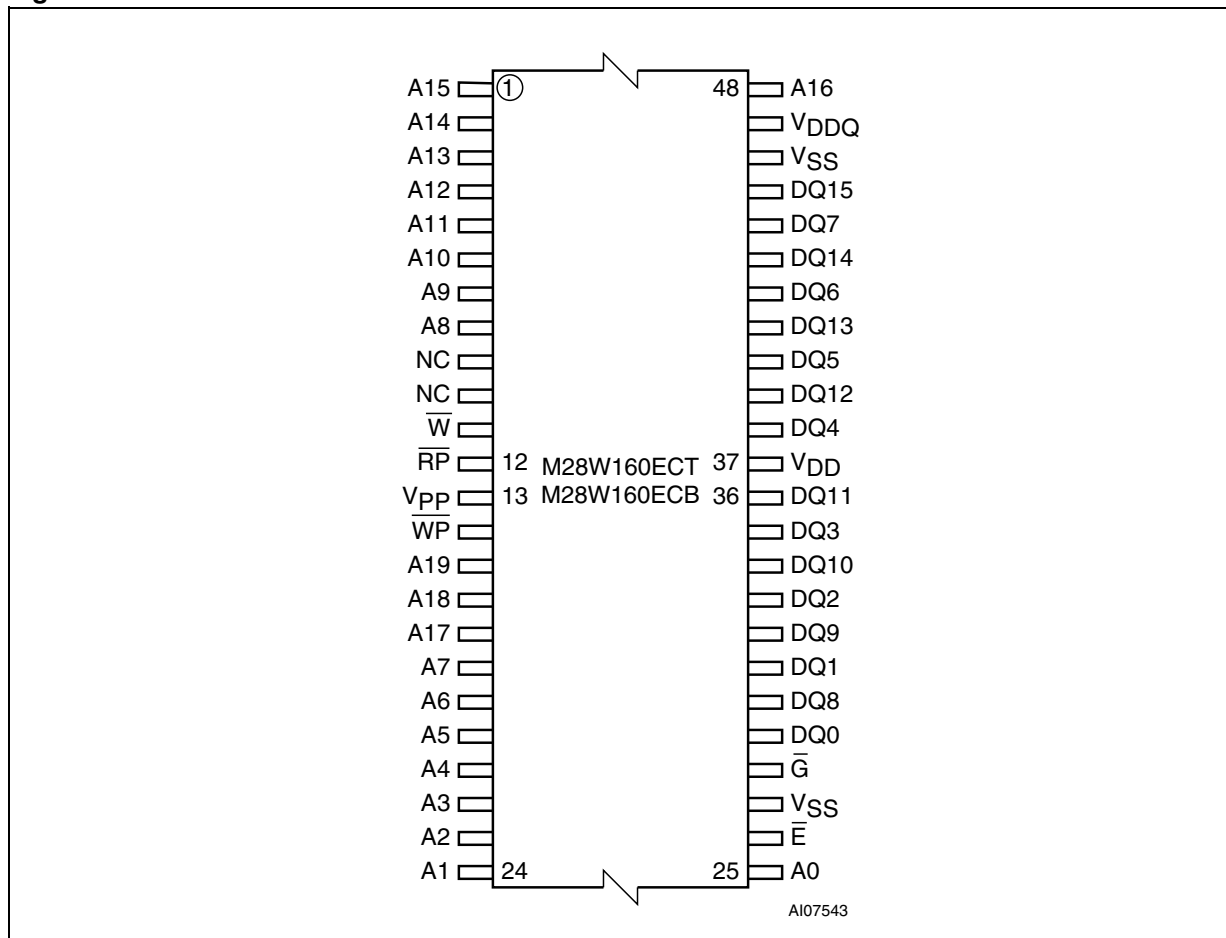 A15 ① 48 A16
A14 VDDQ
A13 VSS
A12 DQ15
A11 DQ7
A10 DQ14
A9 DQ6
A8 DQ13
NC DQ5
NC DQ12
W̅ DQ4
R̅P̅ 12 M28W160ECT 37 VDD
VPP 13 M28W160ECB 36 DQ11
W̅P̅ DQ3
A19 DQ10
A18 DQ2
A17 DQ9
A7 DQ1
A6 DQ8
A5 DQ0
A4 G̅
A3 VSS
A2 E̅
A1 24 25 A0
AI07543